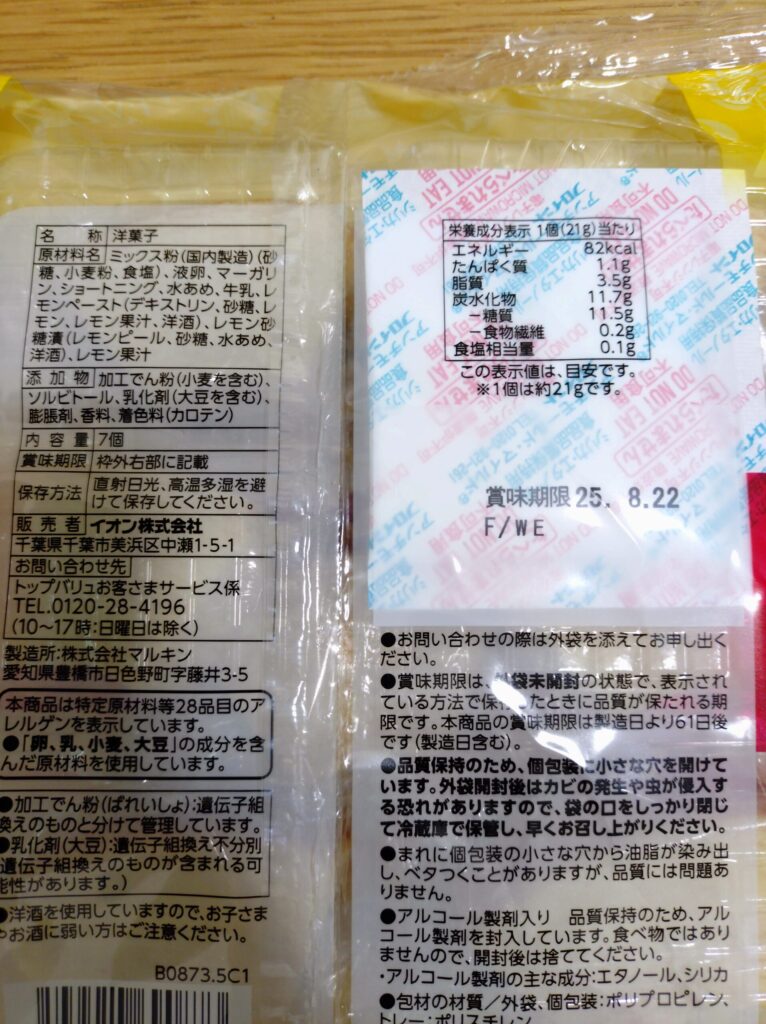 名称 洋菓子
原材料名 ミックス粉(国内製造)(砂
糖、小麦粉、食塩)、液卵、マーガリ
ン、ショートニング、水あめ、牛乳、レ
モンペースト(デキストリン、砂糖、レ
モン、レモン果汁、洋酒)、レモン砂
糖漬(レモンピール、砂糖、水あめ、
洋酒)、レモン果汁
添加物 加工でん粉(小麦を含む)、
ソルビトール、乳化剤(大豆を含む)、
膨脹剤、香料、着色料(カロテン)
内容量 7個
賞味期限 枠外右部に記載
保存方法 直射日光、高温多湿を避
けて保存してください。
販売者 イオン株式会社
千葉県千葉市美浜区中瀬1-5-1
お問い合わせ先
トップバリュお客さまサービス係
TEL.0120-28-4196
(10〜17時:日曜日は除く)
製造所:株式会社マルキン
愛知県豊橋市日色野町字藤井3-5
本商品は特定原材料等28品目のア
レルゲンを表示しています。
●「卵、乳、小麦、大豆」の成分を含
んだ原材料を使用しています。
●加工でん粉(ばれいしょ):遺伝子組
換えのものと分けて管理しています。
●乳化剤(大豆):遺伝子組換え不分別
(遺伝子組換えのものが含まれる可
能性があります。)
●洋酒を使用していますので、お子さま
やお酒に弱い方はご注意ください。
B0873.5C1
栄養成分表示 1個(21g)当たり
エネルギー 82kcal
たんぱく質 1.1g
脂質 3.5g
炭水化物 11.7g
ー糖質 11.5g
ー食物繊維 0.2g
食塩相当量 0.1g
この表示値は、目安です。
※1個は約21gです。
賞味期限 25. 8.22
F/WE
DO NOT EAT
不可食用
たべられません
アンチモールド・マイルド®
フロイント
●お問い合わせの際は外袋を添えてお申し出く
ださい。
●賞味期限は、外袋未開封の状態で、表示され
ている方法で保存したときに品質が保たれる期
限です。本商品の賞味期限は製造日より61日後
です(製造日含む)。
●品質保持のため、個包装に小さな穴を開けて
います。外袋開封後はカビの発生や虫が侵入す
る恐れがありますので、袋の口をしっかり閉じ
て冷蔵庫で保管し、早くお召し上がりください。
●まれに個包装の小さな穴から油脂が染み出
し、ベタつくことがありますが、品質には問題あ
りません。
●アルコール製剤入り 品質保持のため、アル
コール製剤を封入しています。食べ物ではあり
ませんので、開封後は捨ててください。
・アルコール製剤の主な成分:エタノール、シリカ
●包材の材質/外袋、個包装:ポリプロピレン、
トレー:ポリスチレン